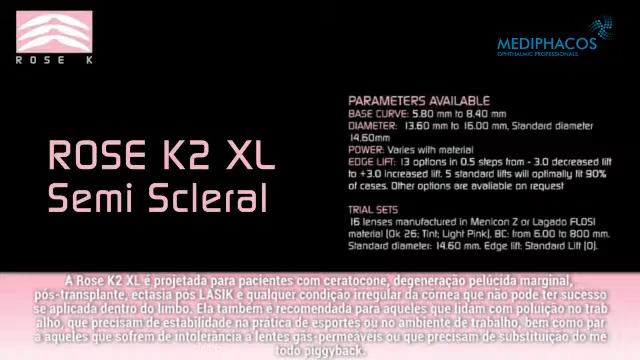 ROSE K
MEDIPHACOS
OPHTHALMIC PROFESSIONALS
ROSE K2 XL
Semi Scleral
PARAMETERS AVAILABLE
BASE CURVE: 5.80 mm to 8.40 mm
DIAMETER: 13.60 mm to 16.00 mm, Standard diameter
14.60mm
POWER: Varies with material
EDGE LIFT: 13 options in 0.5 steps from - 3.0 decreased lift
to +3.0 increased lift. 5 standard lifts will optimally fit 90%
of cases. Other options are available on request
TRIAL SETS
16 lenses manufactured in Menicon Z or Lagado FLOSI
material (Dk 26; Tint; Light Pink), BC: from 6.00 to 800 mm.
Standard diameter: 14.60 mm. Edge lift: Standard Lift (0).
A Rose K2 XL é projetada para pacientes com ceratocone, degeneração pelúcida marginal,
pós-transplante, ectasia pós LASIK e qualquer condição irregular da córnea que não pode ter sucesso
se aplicada dentro do limbo. Ela também é recomendada para aqueles que lidam com poluição no trab
alho, que precisam de estabilidade na prática de esportes ou no ambiente de trabalho, bem como par
a aqueles que sofrem de intolerância a lentes gás-permeáveis ou que precisam de substituição do mé
todo piggyback.